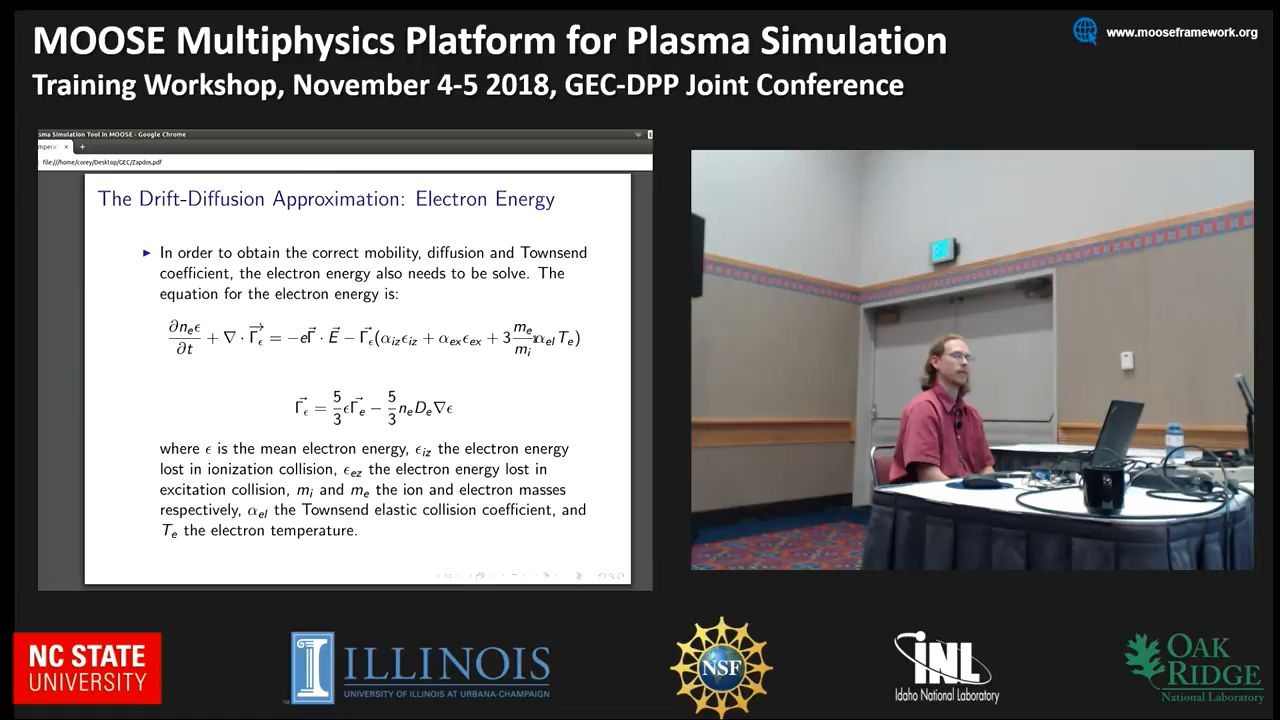 MOOSE Multiphysics Platform for Plasma Simulation
www.mooseframework.org
Training Workshop, November 4-5 2018, GEC-DPP Joint Conference
sma Simulation Tool in MOOSE - Google Chrome
file:///home/corey/Desktop/GEC/Zapdos.pdf
The Drift-Diffusion Approximation: Electron Energy
In order to obtain the correct mobility, diffusion and Townsend
coefficient, the electron energy also needs to be solve. The
equation for the electron energy is:
∂n_eϵ/∂t + ∇ · Γ⃗_ϵ = −eΓ⃗ · E⃗ − Γ⃗_ϵ(α_iz ϵ_iz + α_ex ϵ_ex + 3 m_e/m_i α_el T_e)
Γ⃗_ϵ = 5/3 ϵΓ⃗_e − 5/3 n_e D_e ∇ϵ
where ϵ is the mean electron energy, ϵ_iz the electron energy
lost in ionization collision, ϵ_ez the electron energy lost in
excitation collision, m_i and m_e the ion and electron masses
respectively, α_el the Townsend elastic collision coefficient, and
T_e the electron temperature.
NC STATE
UNIVERSITY
ILLINOIS
UNIVERSITY OF ILLINOIS AT URBANA-CHAMPAIGN
NSF
INL
Idaho National Laboratory
OAK
RIDGE
National Laboratory